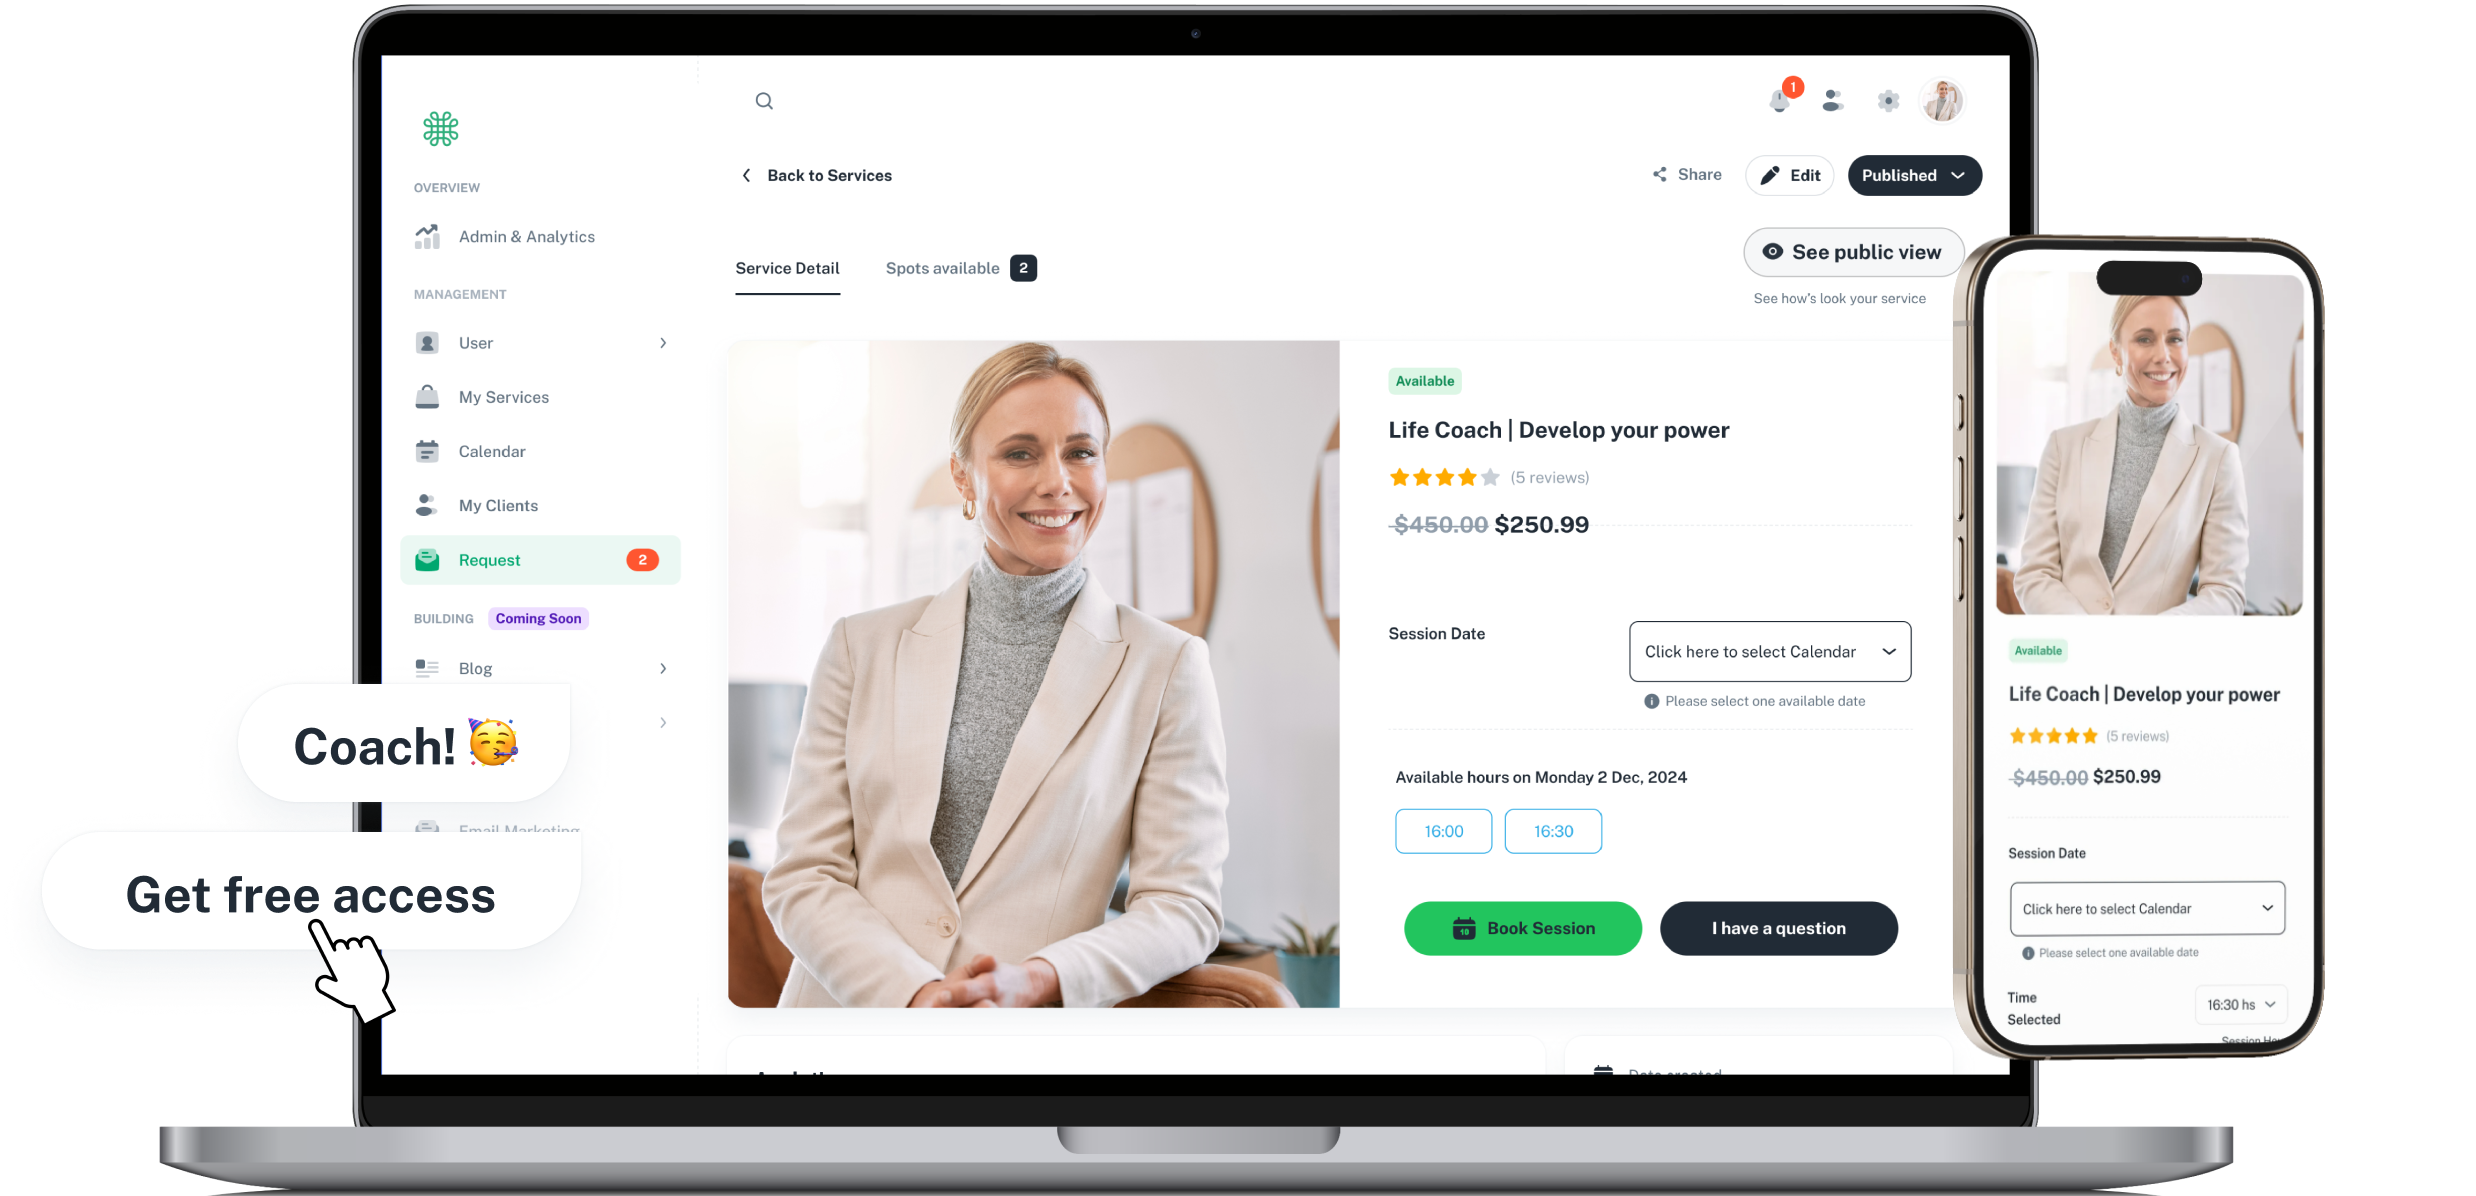 1
Back to Services
Share
Edit
Published
OVERVIEW
Admin & Analytics
MANAGEMENT
User
My Services
Calendar
My Clients
Request 2
BUILDING Coming Soon
Blog
Email Marketing
Coach!
Get free access
Service Detail
Spots available 2
See public view
See how's look your service
Available
Life Coach | Develop your power
(5 reviews)
$450.00 $250.99
Session Date
Click here to select Calendar
Please select one available date
Available hours on Monday 2 Dec, 2024
16:00 16:30
10 Book Session
I have a question
Date created
Available
Life Coach | Develop your power
(5 reviews)
$450.00 $250.99
Session Date
Click here to select Calendar
Please select one available date
Time
Selected
16:30 hs